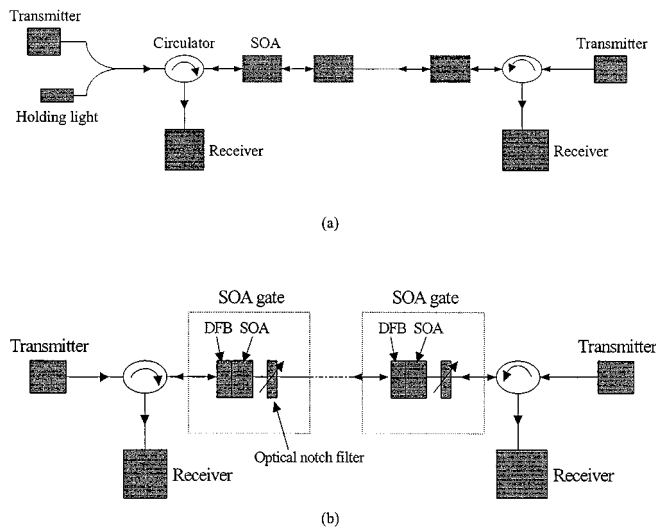 Transmitter
Circulator
SOA
Transmitter
Holding light
Receiver
Receiver
(a)
SOA gate
SOA gate
DFB SOA
DFB SOA
Transmitter
Transmitter
Optical notch filter
Receiver
Receiver
(b)